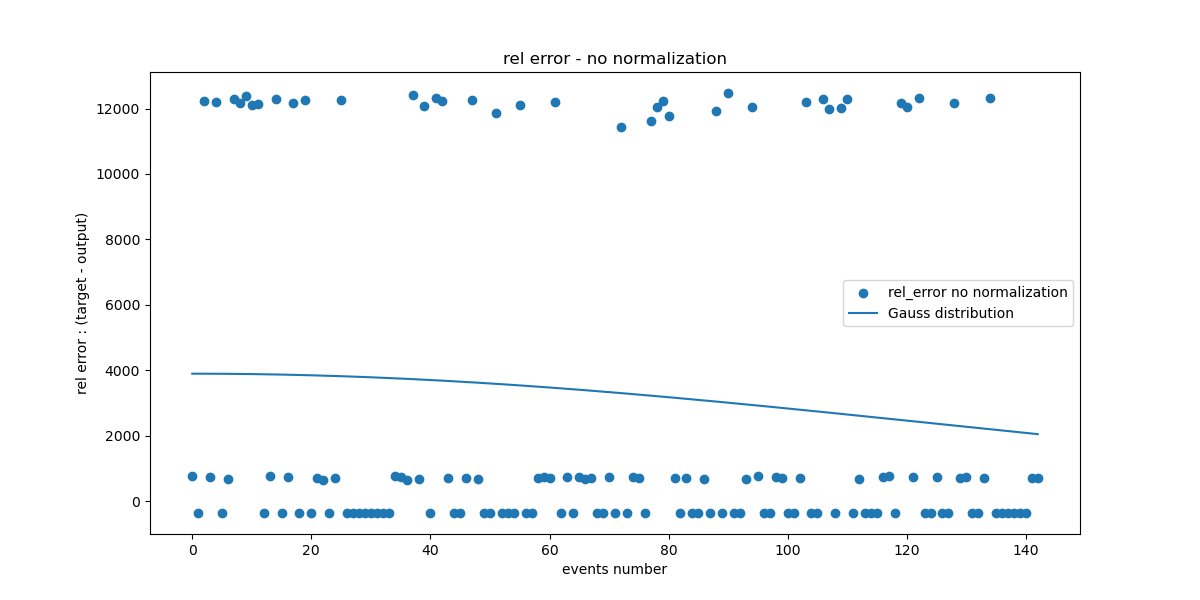 rel error - no normalization
rel error : (target - output)
12000
10000
8000
6000
4000
2000
0
rel_error no normalization
Gauss distribution
0 20 40 60 80 100 120 140
events number